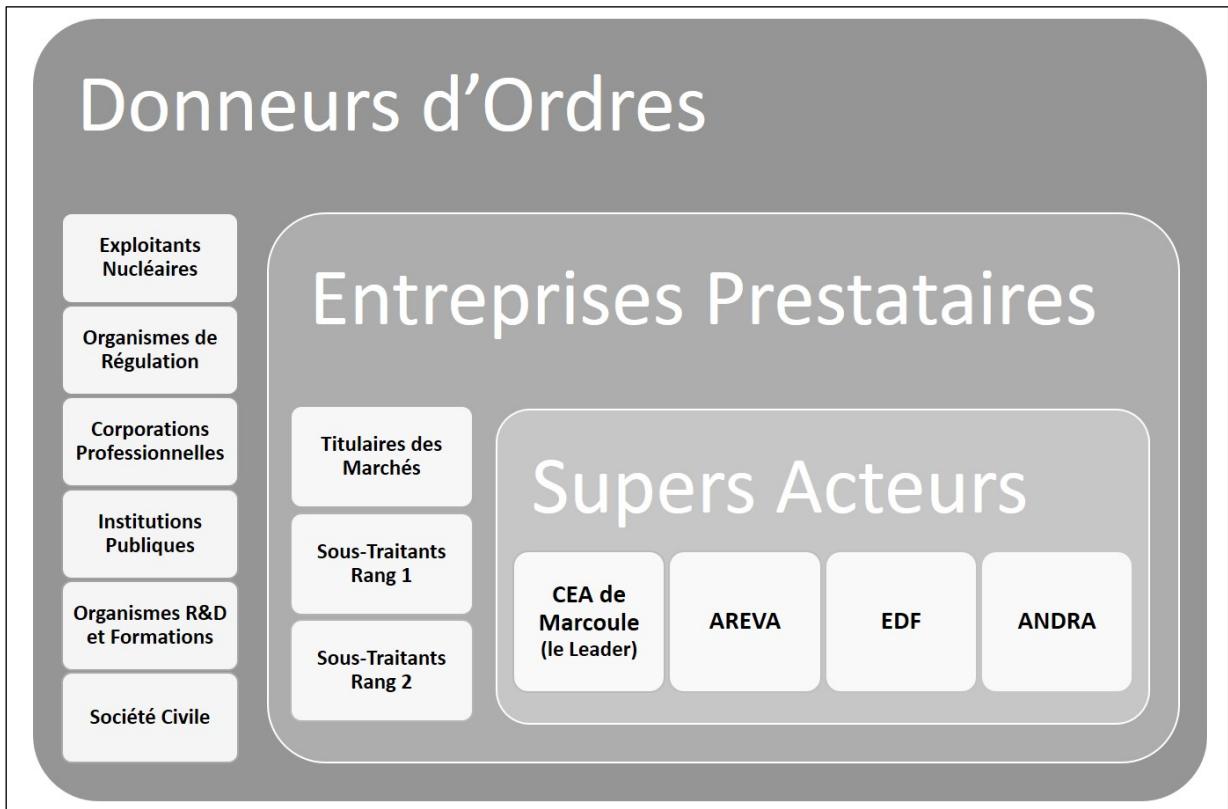 Donneurs d'Ordres
Exploitants
Nucléaires
Organismes de
Régulation
Corporations
Professionnelles
Institutions
Publiques
Organismes R&D
et Formations
Société Civile
Entreprises Prestataires
Titulaires des
Marchés
Sous-Traitants
Rang 1
Sous-Traitants
Rang 2
Supers Acteurs
CEA de
Marcoule
(le Leader)
AREVA
EDF
ANDRA